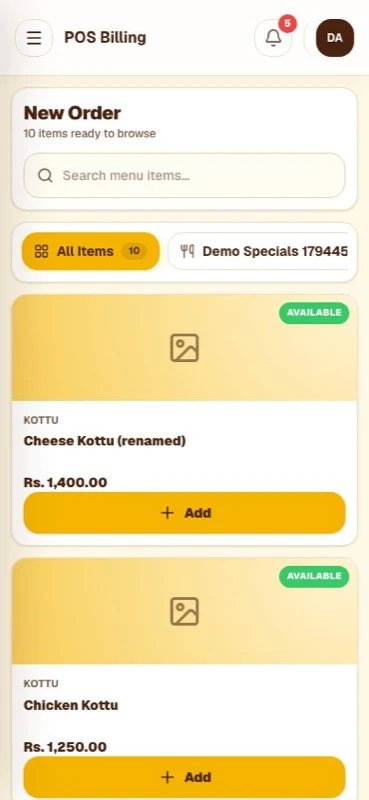 POS Billing
5
DA
New Order
10 items ready to browse
Search menu items...
All Items 10
Demo Specials 179445
AVAILABLE
KOTTU
Cheese Kottu (renamed)
Rs. 1,400.00
+ Add
AVAILABLE
KOTTU
Chicken Kottu
Rs. 1,250.00
+ Add